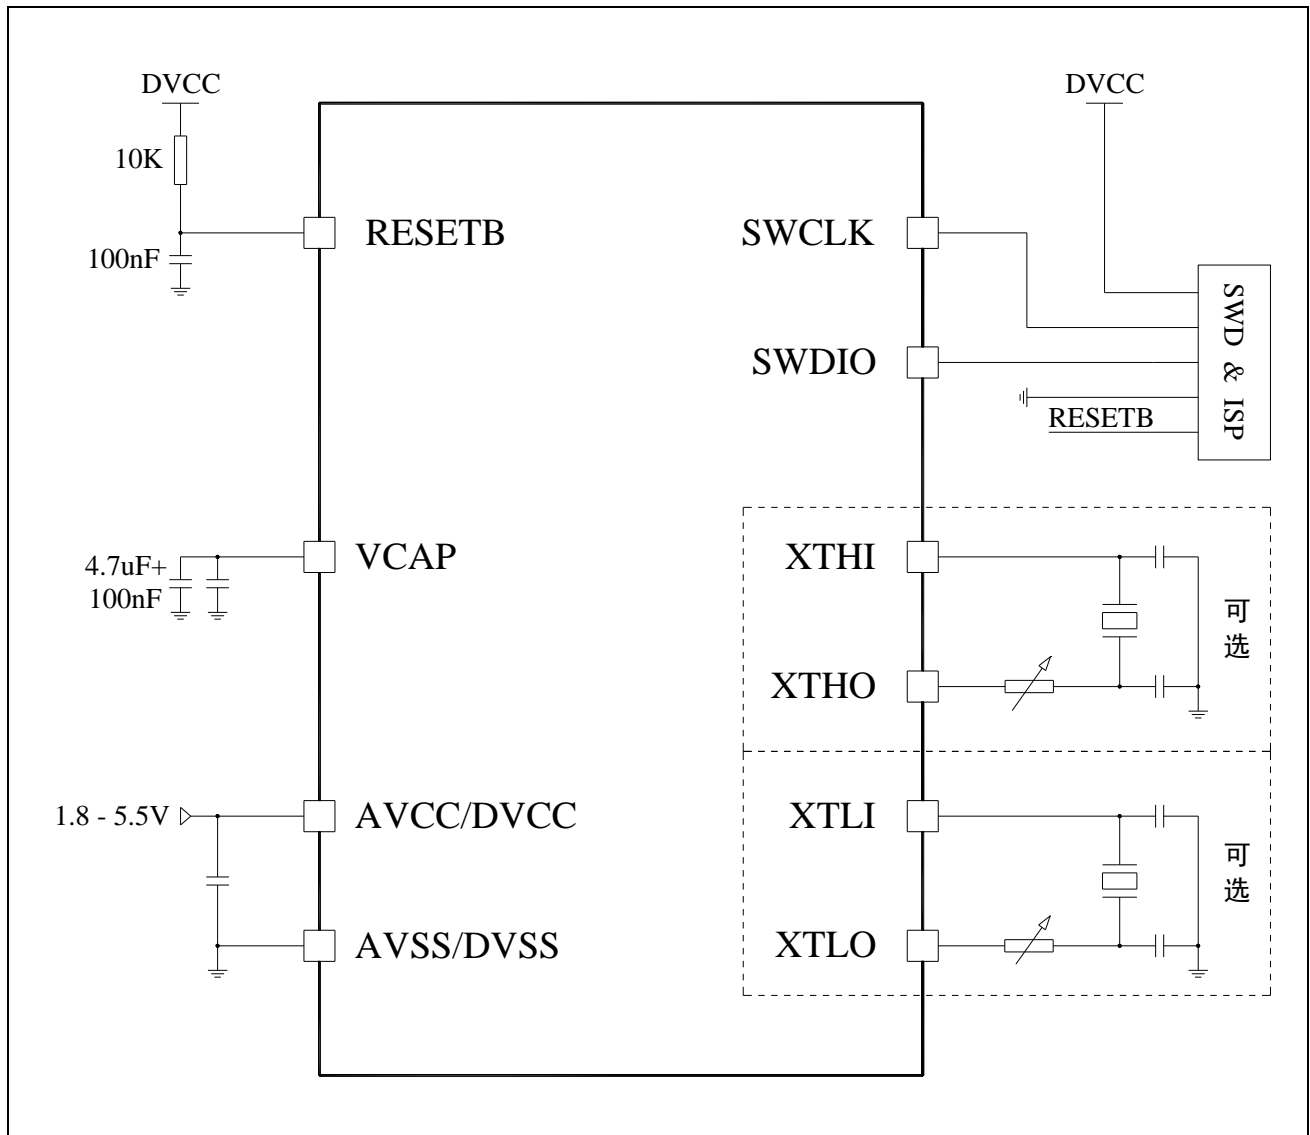 DVCC
10K
RESETB
100nF
VCAP
4.7uF+
100nF
1.8 - 5.5V
AVCC/DVCC
AVSS/DVSS
DVCC
SWCLK
SWDIO
SWD & ISP
RESETB
XTHI
XTHO
可选
XTLI
XTLO
可选